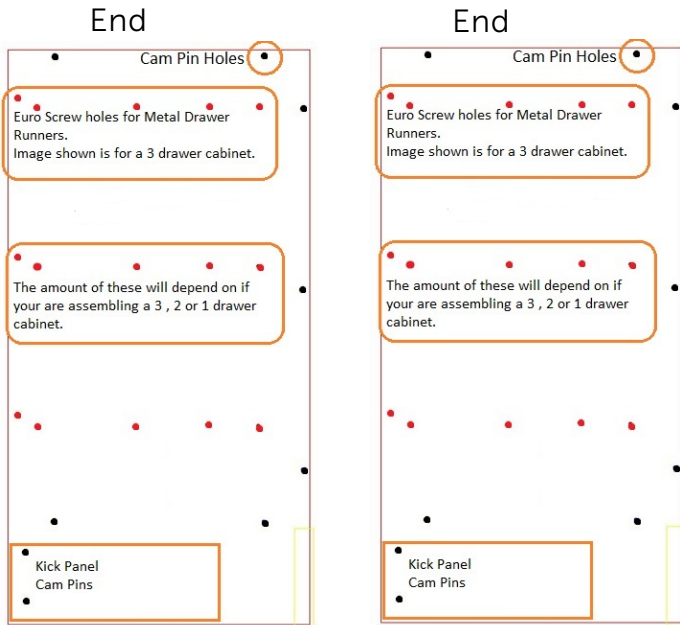 End
Cam Pin Holes
Euro Screw holes for Metal Drawer
Runners.
Image shown is for a 3 drawer cabinet.
The amount of these will depend on if
your are assembling a 3 , 2 or 1 drawer
cabinet.
Kick Panel
Cam Pins
End
Cam Pin Holes
Euro Screw holes for Metal Drawer
Runners.
Image shown is for a 3 drawer cabinet.
The amount of these will depend on if
your are assembling a 3 , 2 or 1 drawer
cabinet.
Kick Panel
Cam Pins